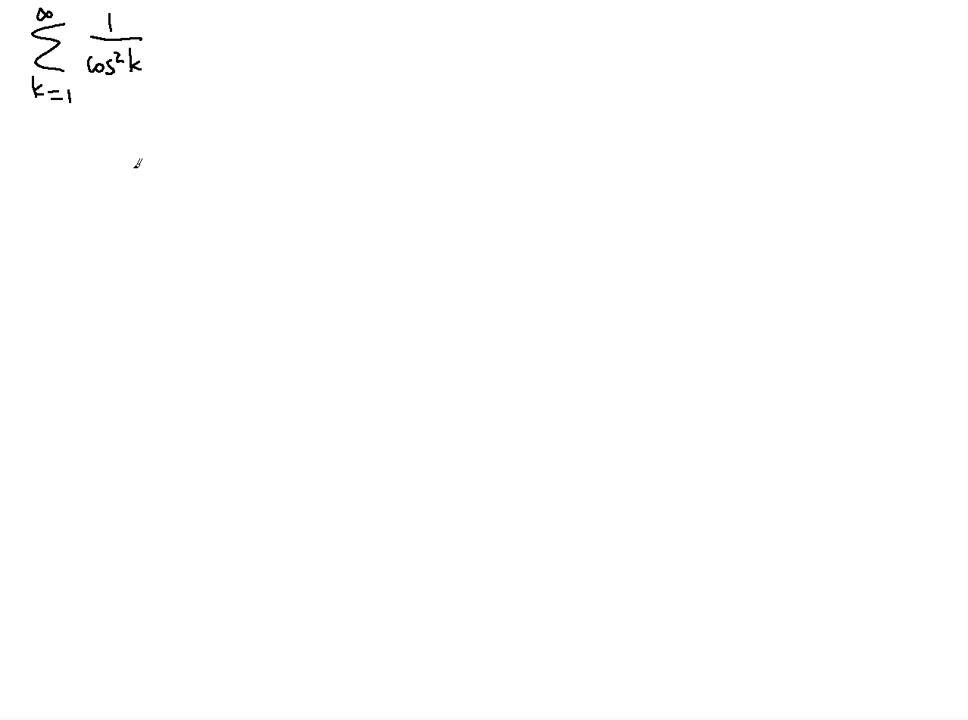 ∞
∑ 1/cos²k
k=1